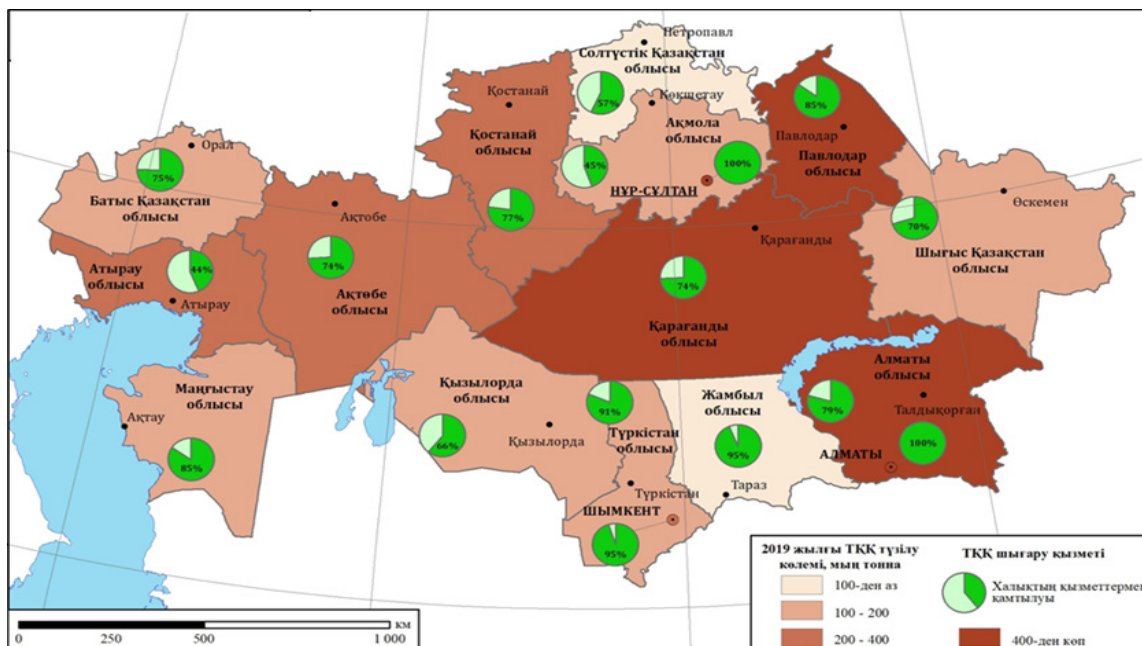 Петропавл
Солтүстік Қазақстан
облысы
57%
Қостанай
Көкшетау
85%
Ақмола
облысы
Павлодар
Қостанай
облысы
Орал
75%
45%
100%
Павлодар
облысы
НҰР-СҰЛТАН
Батыс Қазақстан
облысы
Ақтөбе
77%
Өскемен
70%
Қарағанды
Шығыс Қазақстан
облысы
Атырау
облысы
44%
74%
74%
Атырау
Ақтөбе
облысы
Қарағанды
облысы
Алматы
облысы
Маңғыстау
облысы
Қызылорда
облысы
Жамбыл
облысы
91%
79%
Талдықорған
Ақтау
66%
Қызылорда
Түркістан
облысы
95%
100%
85%
АЛМАТЫ
Түркістан
Тараз
ШЫМКЕНТ
95%
2019 жылғы ТҚҚ түзілу
көлемі, мың тонна
100-ден аз
100 - 200
200 - 400
ТҚҚ шығару қызметі
Халықтың қызметтермен
қамтылуы
400-ден көп
км
0 250 500 1 000